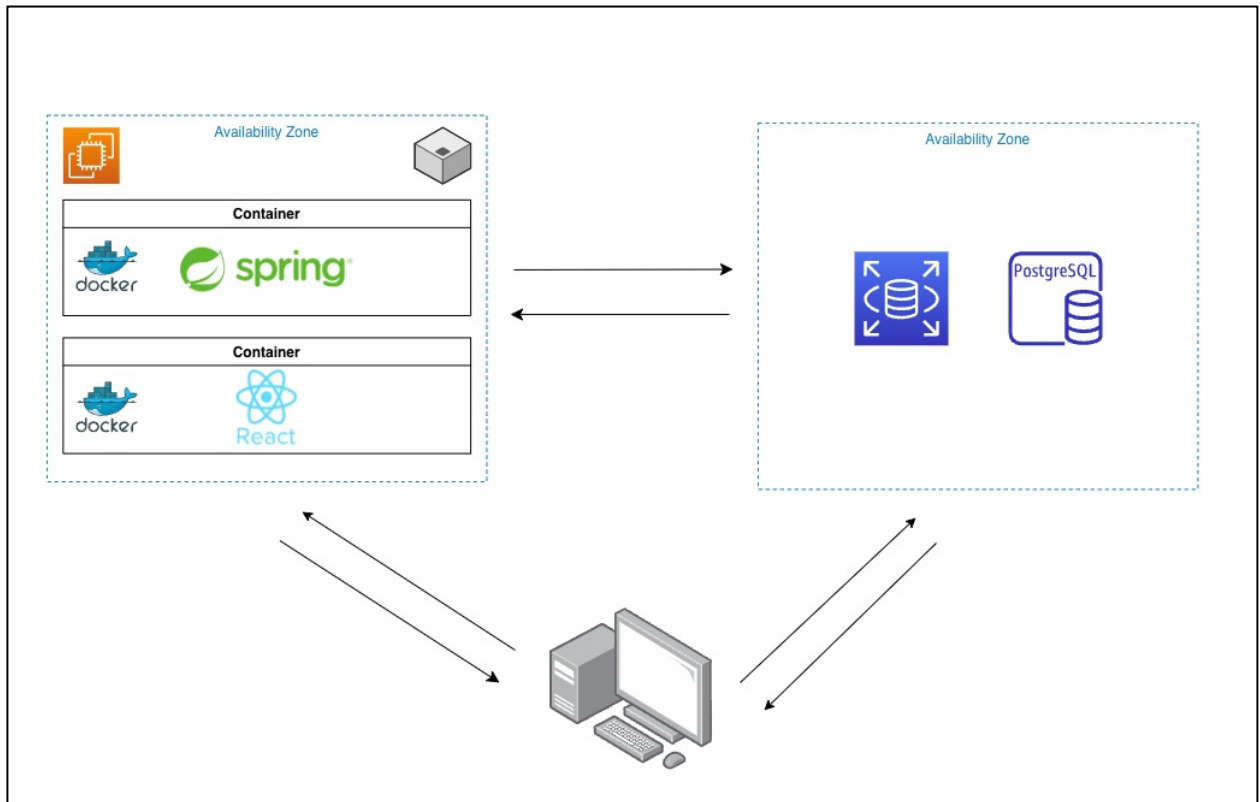 Availability Zone
Container
docker
spring
Container
docker
React
Availability Zone
PostgreSQL